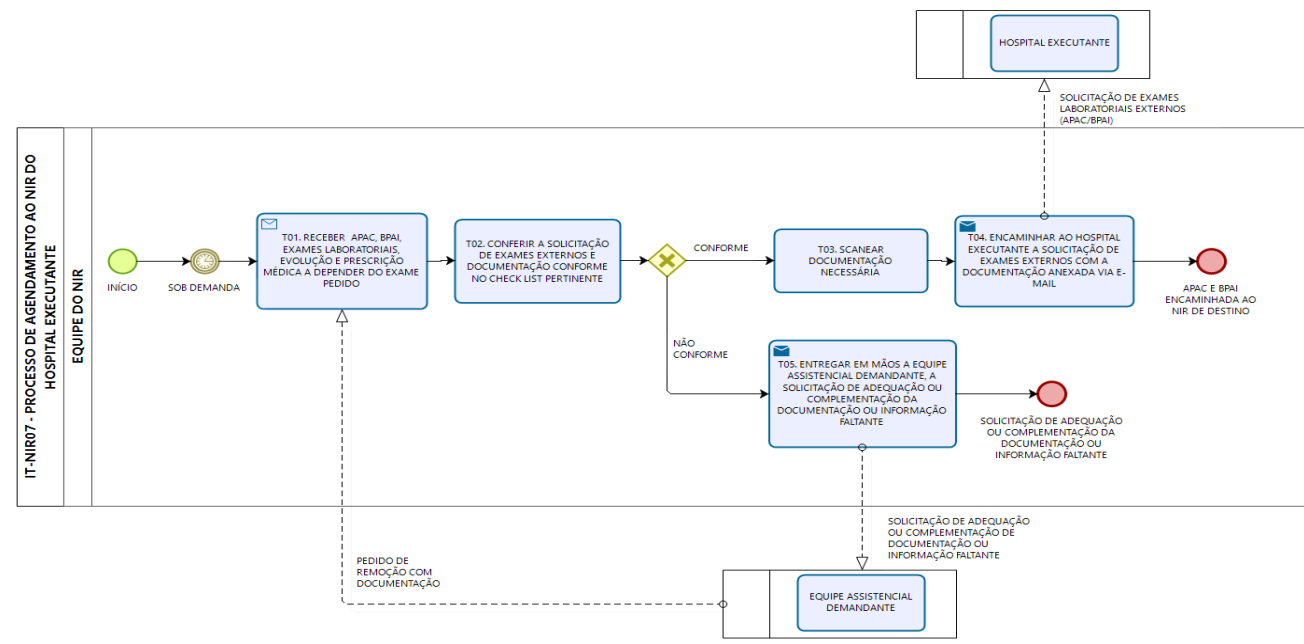 HOSPITAL EXECUTANTE
SOLICITAÇÃO DE EXAMES
LABORATORIAIS EXTERNOS
(APAC/BPAI)
IT-NIR07 - PROCESSO DE AGENDAMENTO AO NIR DO
HOSPITAL EXECUTANTE
EQUIPE DO NIR
INÍCIO
SOB DEMANDA
T01. RECEBER APAC, BPAI,
EXAMES LABORATORIAIS,
EVOLUÇÃO E PRESCRIÇÃO
MÉDICA A DEPENDER DO EXAME
PEDIDO
T02. CONFERIR A SOLICITAÇÃO
DE EXAMES EXTERNOS E
DOCUMENTAÇÃO CONFORME
NO CHECK LIST PERTINENTE
CONFORME
T03. SCANEAR
DOCUMENTAÇÃO
NECESSÁRIA
T04. ENCAMINHAR AO HOSPITAL
EXECUTANTE A SOLICITAÇÃO DE
EXAMES EXTERNOS COM A
DOCUMENTAÇÃO ANEXADA VIA E-
MAIL
APAC E BPAI
ENCAMINHADA AO
NIR DE DESTINO
NÃO
CONFORME
T05. ENTREGAR EM MÃOS A EQUIPE
ASSISTENCIAL DEMANDANTE, A
SOLICITAÇÃO DE ADEQUAÇÃO OU
COMPLEMENTAÇÃO DA
DOCUMENTAÇÃO OU INFORMAÇÃO
FALTANTE
SOLICITAÇÃO DE ADEQUAÇÃO
OU COMPLEMENTAÇÃO DA
DOCUMENTAÇÃO OU
INFORMAÇÃO FALTANTE
SOLICITAÇÃO DE ADEQUAÇÃO
OU COMPLEMENTAÇÃO DE
DOCUMENTAÇÃO OU
INFORMAÇÃO FALTANTE
PEDIDO DE
REMOÇÃO COM
DOCUMENTAÇÃO
EQUIPE ASSISTENCIAL
DEMANDANTE